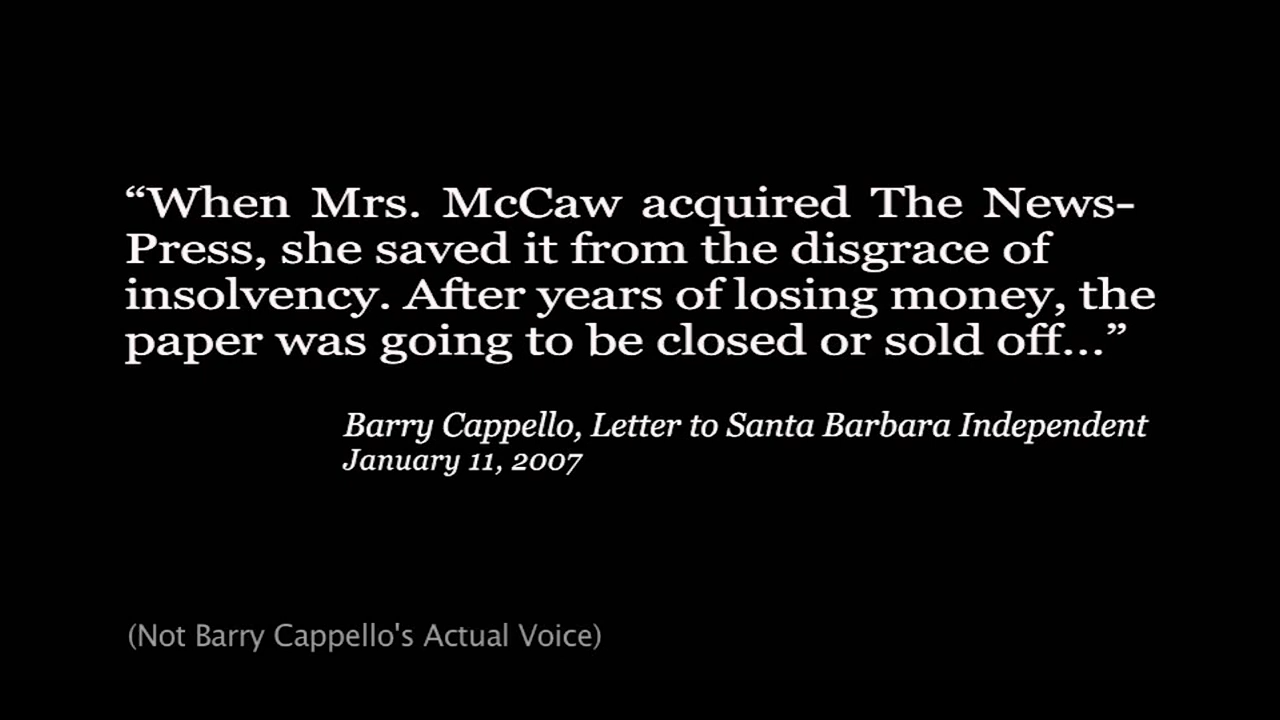 “When Mrs. McCaw acquired The News-
Press, she saved it from the disgrace of
insolvency. After years of losing money, the
paper was going to be closed or sold off...”
Barry Cappello, Letter to Santa Barbara Independent
January 11, 2007
(Not Barry Cappello's Actual Voice)